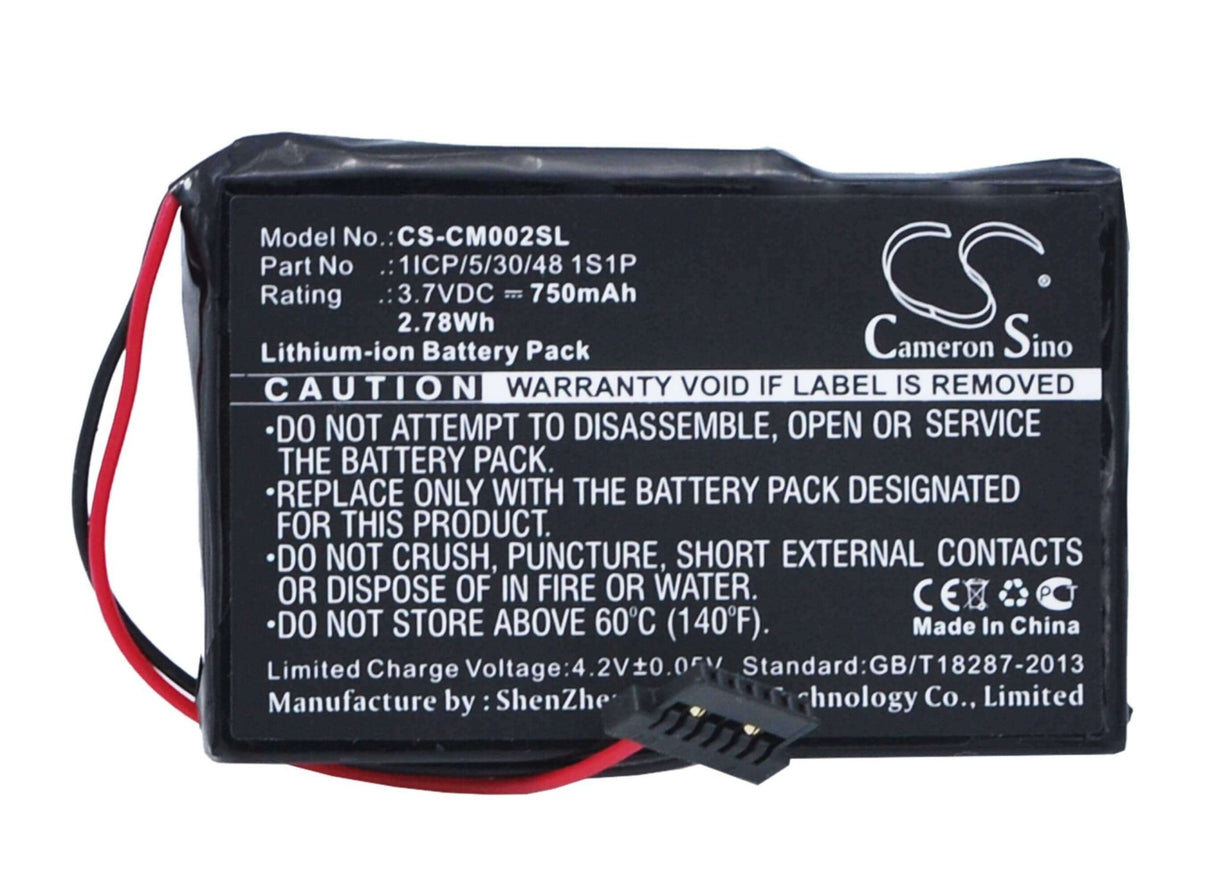 Model No.:CS-CM002SL
Part No .:1ICP/5/30/48 1S1P
Rating .:3.7VDC ⎓ 750mAh
2.78Wh
Lithium-ion Battery Pack
CS®
Cameron Sino
CAUTION WARRANTY VOID IF LABEL IS REMOVED
•DO NOT ATTEMPT TO DISASSEMBLE, OPEN OR SERVICE
THE BATTERY PACK.
•REPLACE ONLY WITH THE BATTERY PACK DESIGNATED
FOR THIS PRODUCT.
•DO NOT CRUSH, PUNCTURE, SHORT EXTERNAL CONTACTS
OR DISPOSE OF IN FIRE OR WATER.
•DO NOT STORE ABOVE 60°C (140°F).
CE PCT
Made In China
Limited Charge Voltage:4.2V±0.05V Standard:GB/T18287-2013
Manufacture by : Co., Limited